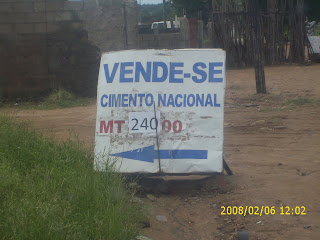 VENDE-SE
CIMENTO NACIONAL
MT 240 00
2008/02/06 12:02